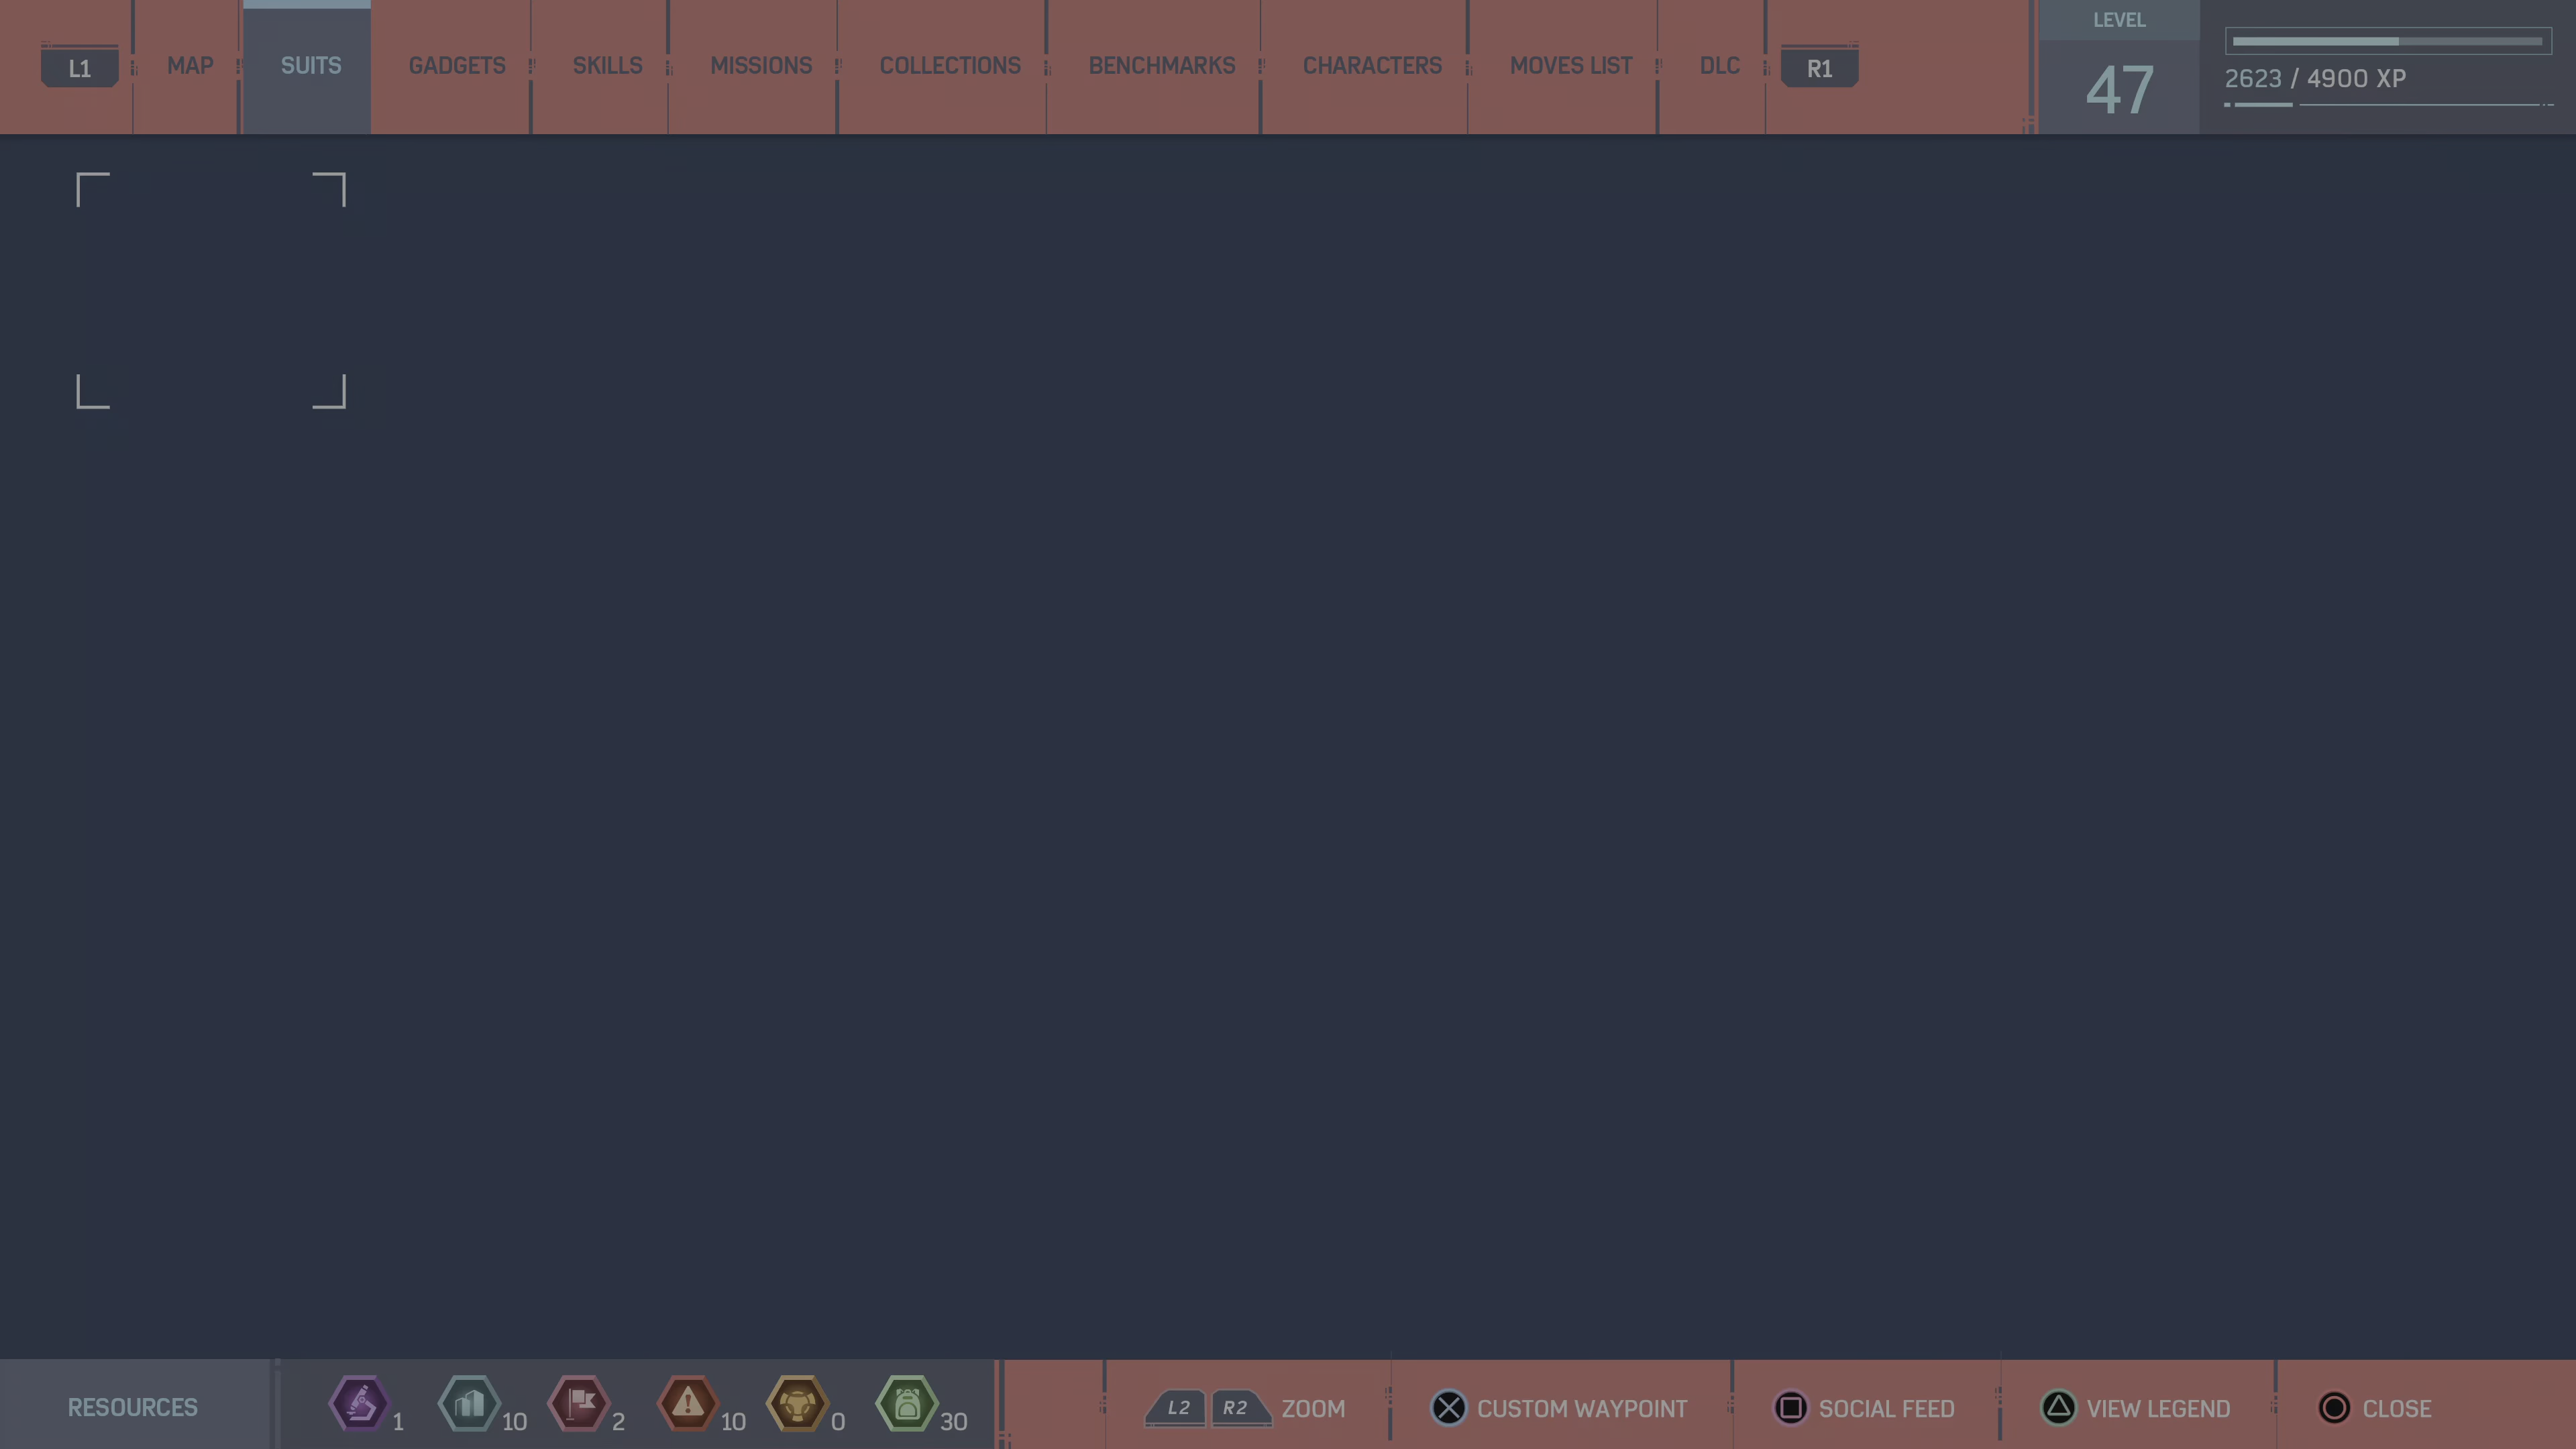 L1
MAP
SUITS
GADGETS
SKILLS
MISSIONS
COLLECTIONS
BENCHMARKS
CHARACTERS
MOVES LIST
DLC
R1
LEVEL
47
2623 / 4900 XP
RESOURCES
1
10
2
10
0
30
L2
R2
ZOOM
CUSTOM WAYPOINT
SOCIAL FEED
VIEW LEGEND
CLOSE